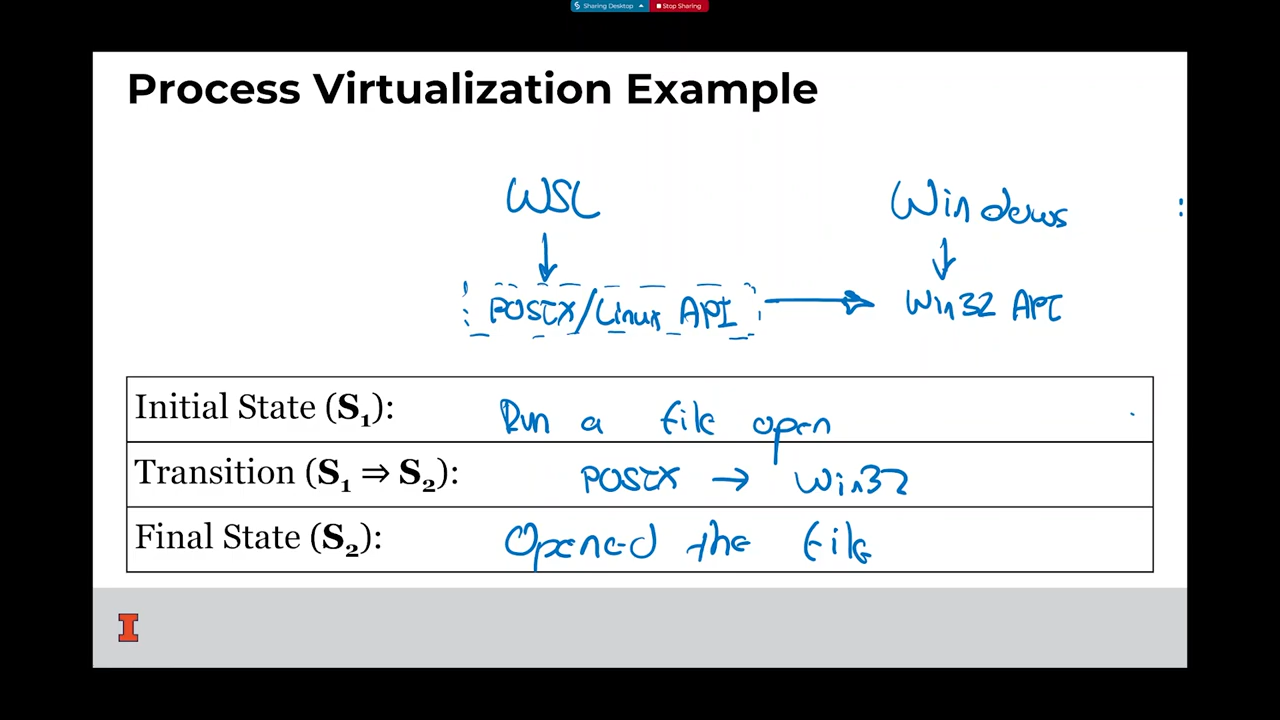 Sharing Desktop Stop Sharing
Process Virtualization Example
WSL Windows :
POSIX/Linux API Win32 API
Initial State (S₁): Run a file open
Transition (S₁ ⇒ S₂): POSIX → Win32
Final State (S₂): Opened the file
I